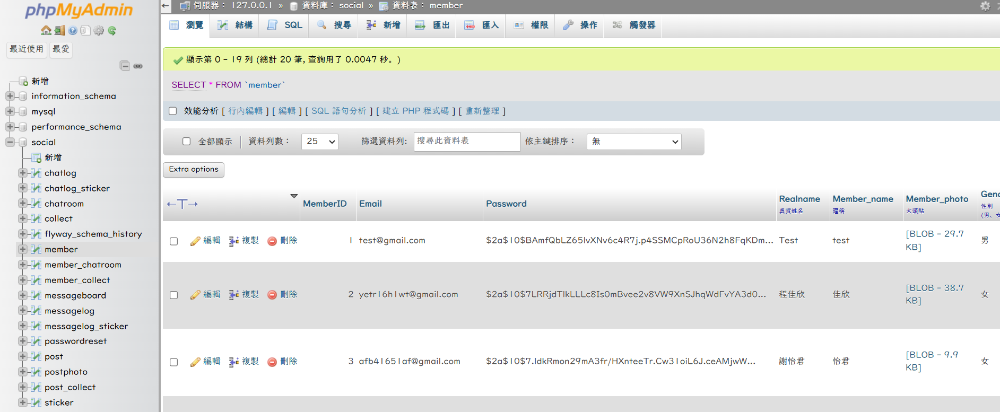 phpMyAdmin
最近使用 最愛
新增
information_schema
mysql
performance_schema
social
新增
chatlog
chatlog_sticker
chatroom
collect
flyway_schema_history
member
member_chatroom
member_collect
messageboard
messagelog
messagelog_sticker
passwordreset
post
postphoto
post_collect
sticker
伺服器： 127.0.0.1 » 資料庫： social » 資料表： member
瀏覽 結構 SQL 搜尋 新增 匯出 匯入 權限 操作 觸發器
顯示第 0 - 19 列 (總計 20 筆, 查詢用了 0.0047 秒。)
SELECT * FROM `member`
效能分析 [ 行內編輯 ] [ 編輯 ] [ SQL 語句分析 ] [ 建立 PHP 程式碼 ] [ 重新整理 ]
全部顯示 資料列數： 25 篩選資料列: 搜尋此資料表 依主鍵排序： 無
Extra options
←T→ MemberID Email Password Realname 真實姓名 Member_name 暱稱 Member_photo 大頭貼 性別 (男、
編輯 複製 刪除 1 test@gmail.com $2a$10$BAmfQbLZ65lvXNv6c4R7j.p4SSMCpRoU36N2h8FqKDm... Test test [BLOB - 29.7 KB] 男
編輯 複製 刪除 2 yetr16h1wt@gmail.com $2a$10$7LRRjdTlkLLLc8Is0mBvee2v8VW9XnSJhqWdFvYA3d0... 程佳欣 佳欣 [BLOB - 38.7 KB] 女
編輯 複製 刪除 3 afb41651af@gmail.com $2a$10$7.ldkRmon29mA3fr/HXnteeTr.Cw31oiL6J.ceAMjwW... 謝怡君 怡君 [BLOB - 9.9 KB] 女